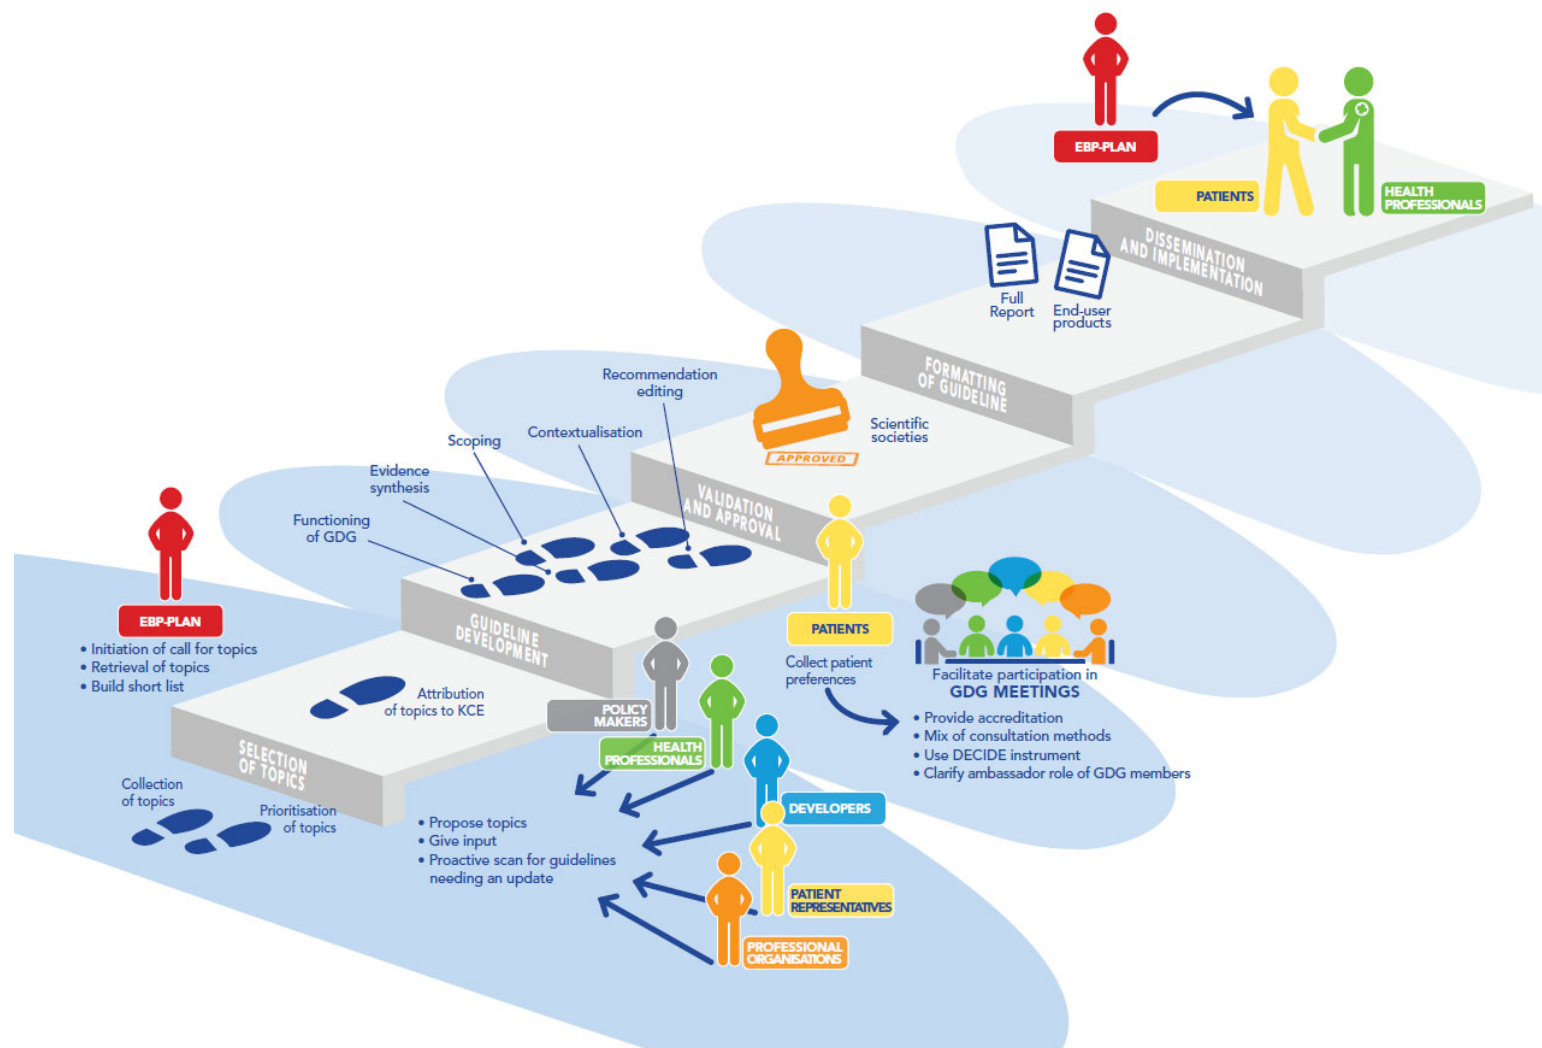 EBP-PLAN
PATIENTS
HEALTH
PROFESSIONALS
DISSEMINATION
AND IMPLEMENTATION
Full
Report
End-user
products
FORMATTING
OF GUIDELINE
Recommendation
editing
Scientific
societies
APPROVED
Contextualisation
Scoping
Evidence
synthesis
Functioning
of GDG
VALIDATION
AND APPROVAL
EBP-PLAN
• Initiation of call for topics
• Retrieval of topics
• Build short list
GUIDELINE
DEVELOPMENT
PATIENTS
Collect patient
preferences
Facilitate participation in
GDG MEETINGS
• Provide accreditation
• Mix of consultation methods
• Use DECIDE instrument
• Clarify ambassador role of GDG members
Attribution
of topics to KCE
POLICY
MAKERS
HEALTH
PROFESSIONALS
SELECTION
OF TOPICS
Collection
of topics
Prioritisation
of topics
• Propose topics
• Give input
• Proactive scan for guidelines
needing an update
DEVELOPERS
PATIENT
REPRESENTATIVES
PROFESSIONAL
ORGANISATIONS